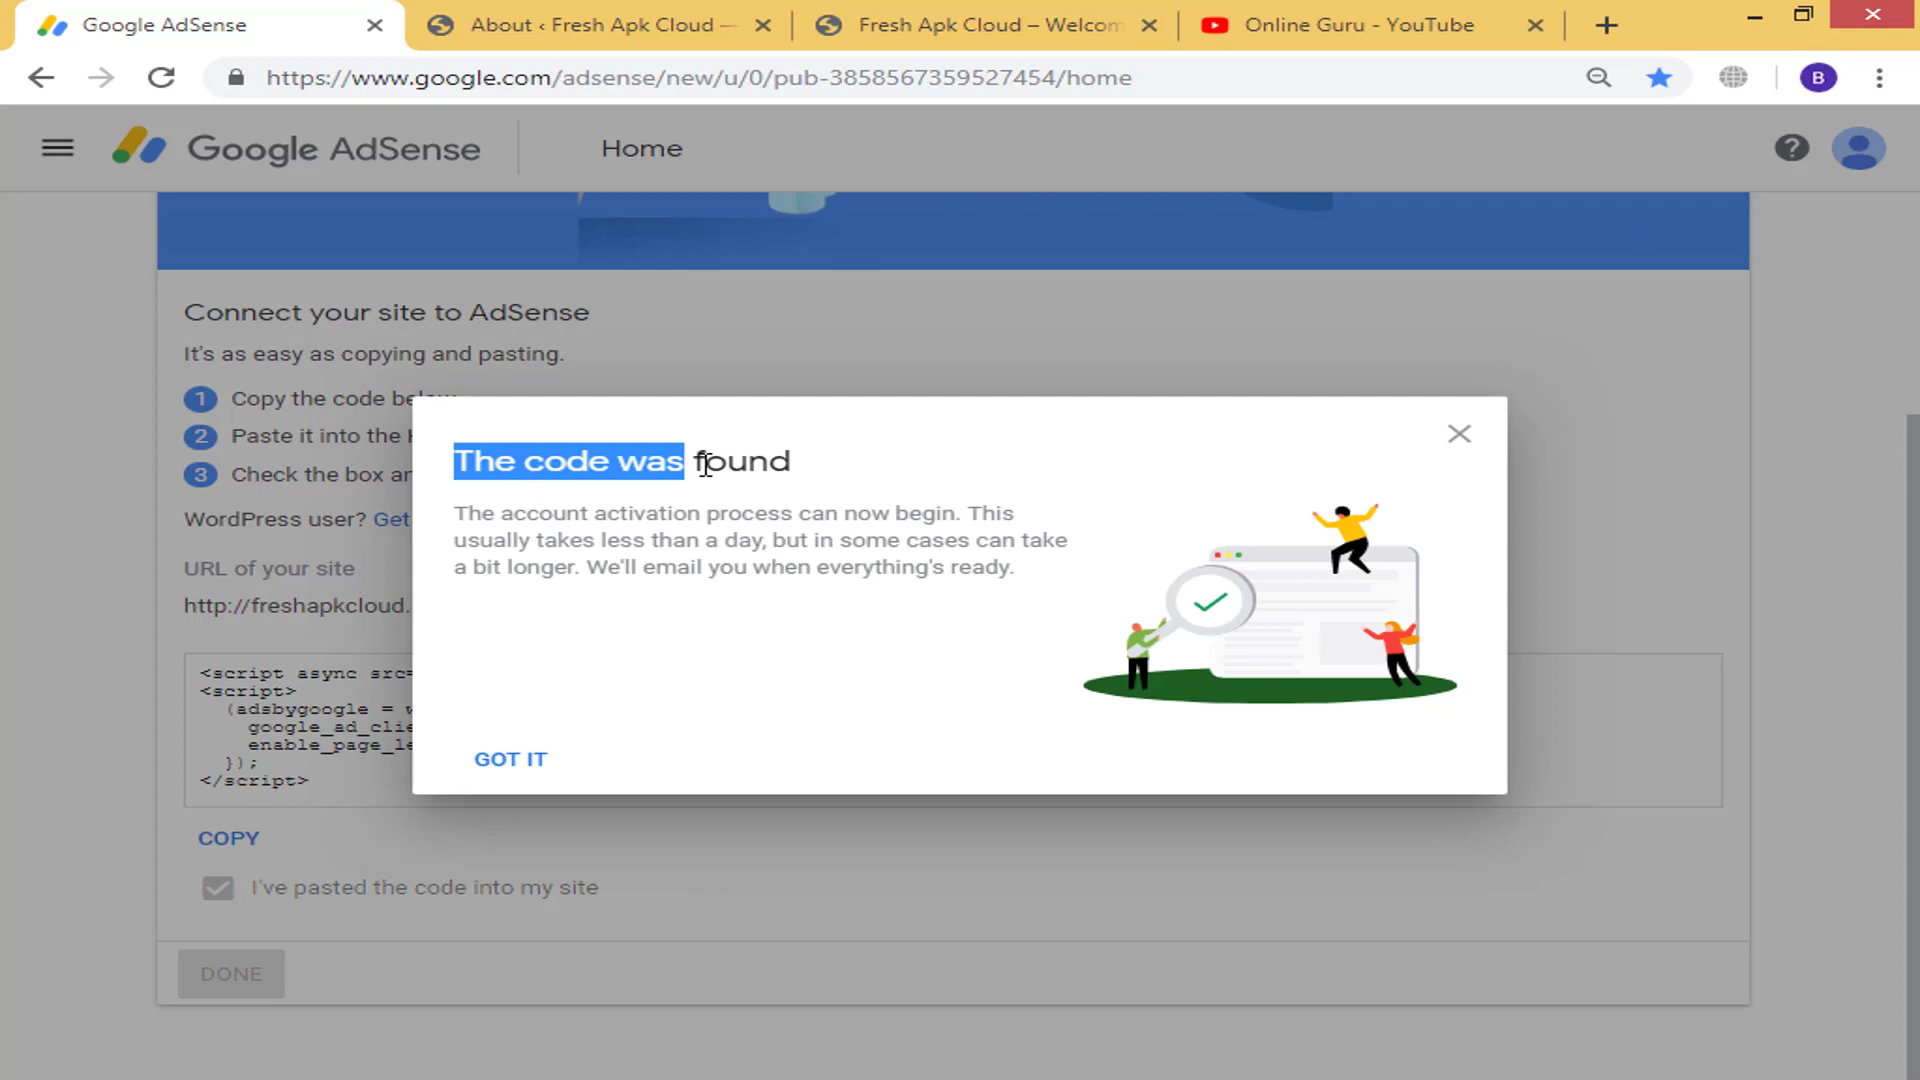 Google AdSense
About ‹ Fresh Apk Cloud —
Fresh Apk Cloud – Welcom
Online Guru - YouTube
https://www.google.com/adsense/new/u/0/pub-3858567359527454/home
B
Google AdSense
Home
Connect your site to AdSense
It's as easy as copying and pasting.
1 Copy the code below
2 Paste it into the
3 Check the box an
WordPress user? Get
URL of your site
http://freshapkcloud.
<script async src=
<script>
(adsbygoogle =
google_ad_clie
enable_page_le
});
</script>
COPY
I've pasted the code into my site
DONE
The code was found
The account activation process can now begin. This
usually takes less than a day, but in some cases can take
a bit longer. We'll email you when everything's ready.
GOT IT